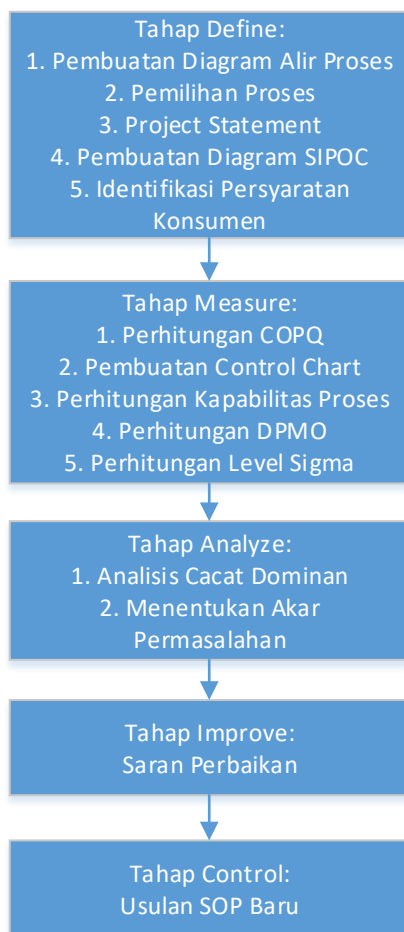 Tahap Define:
1. Pembuatan Diagram Alir Proses
2. Pemilihan Proses
3. Project Statement
4. Pembuatan Diagram SIPOC
5. Identifikasi Persyaratan
Konsumen
Tahap Measure:
1. Perhitungan COPQ
2. Pembuatan Control Chart
3. Perhitungan Kapabilitas Proses
4. Perhitungan DPMO
5. Perhitungan Level Sigma
Tahap Analyze:
1. Analisis Cacat Dominan
2. Menentukan Akar
Permasalahan
Tahap Improve:
Saran Perbaikan
Tahap Control:
Usulan SOP Baru